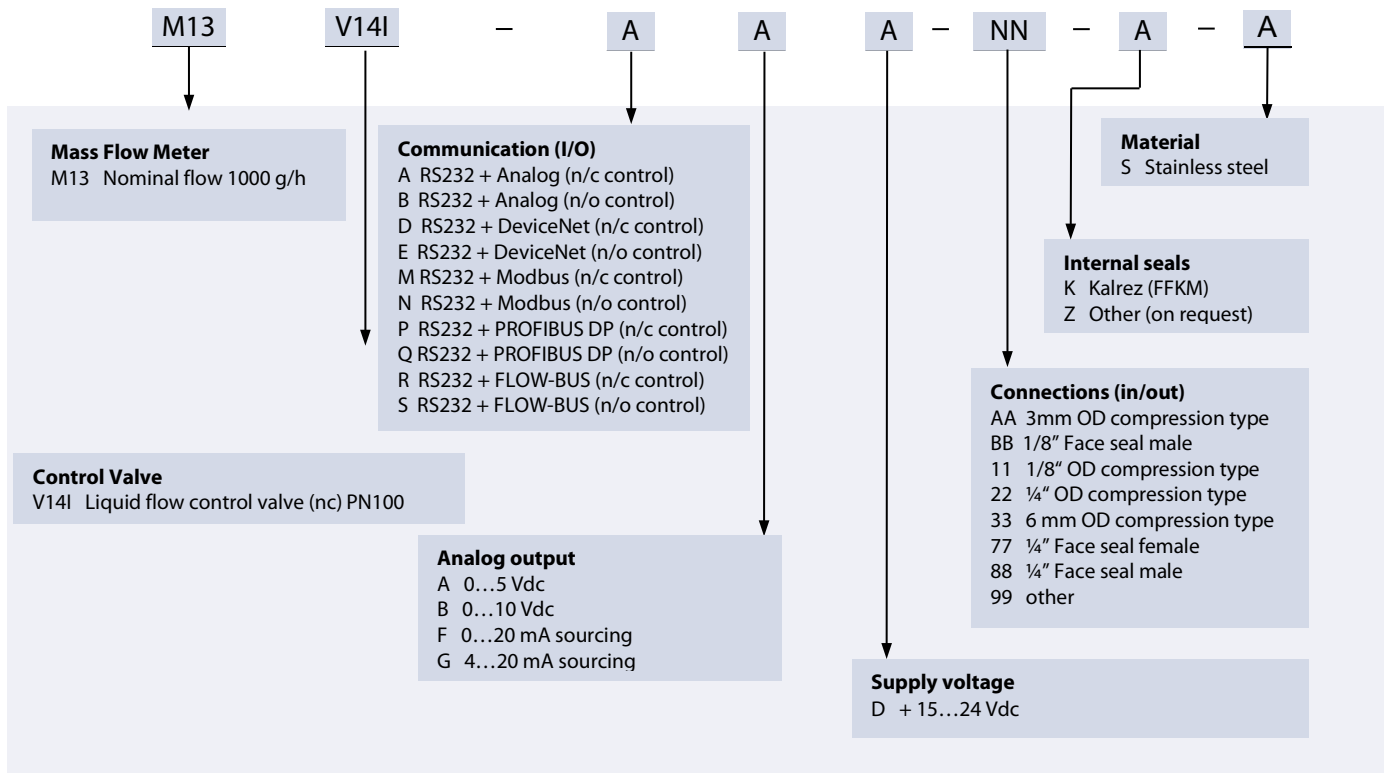 M13 V14I – A A A – NN – A – A
Mass Flow Meter
M13 Nominal flow 1000 g/h
Communication (I/O)
A RS232 + Analog (n/c control)
B RS232 + Analog (n/o control)
D RS232 + DeviceNet (n/c control)
E RS232 + DeviceNet (n/o control)
M RS232 + Modbus (n/c control)
N RS232 + Modbus (n/o control)
P RS232 + PROFIBUS DP (n/c control)
Q RS232 + PROFIBUS DP (n/o control)
R RS232 + FLOW-BUS (n/c control)
S RS232 + FLOW-BUS (n/o control)
Material
S Stainless steel
Internal seals
K Kalrez (FFKM)
Z Other (on request)
Connections (in/out)
AA 3mm OD compression type
BB 1/8” Face seal male
11 1/8“ OD compression type
22 ¼“ OD compression type
33 6 mm OD compression type
77 ¼” Face seal female
88 ¼” Face seal male
99 other
Control Valve
V14I Liquid flow control valve (nc) PN100
Analog output
A 0…5 Vdc
B 0…10 Vdc
F 0…20 mA sourcing
G 4…20 mA sourcing
Supply voltage
D + 15…24 Vdc